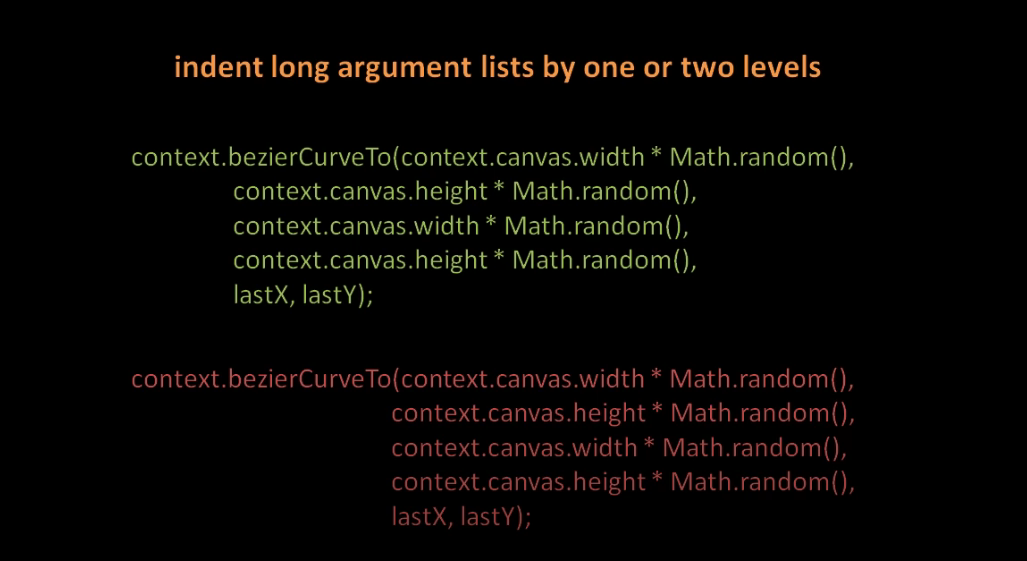 indent long argument lists by one or two levels
context.bezierCurveTo(context.canvas.width * Math.random(),
context.canvas.height * Math.random(),
context.canvas.width * Math.random(),
context.canvas.height * Math.random(),
lastX, lastY);
context.bezierCurveTo(context.canvas.width * Math.random(),
context.canvas.height * Math.random(),
context.canvas.width * Math.random(),
context.canvas.height * Math.random(),
lastX, lastY);